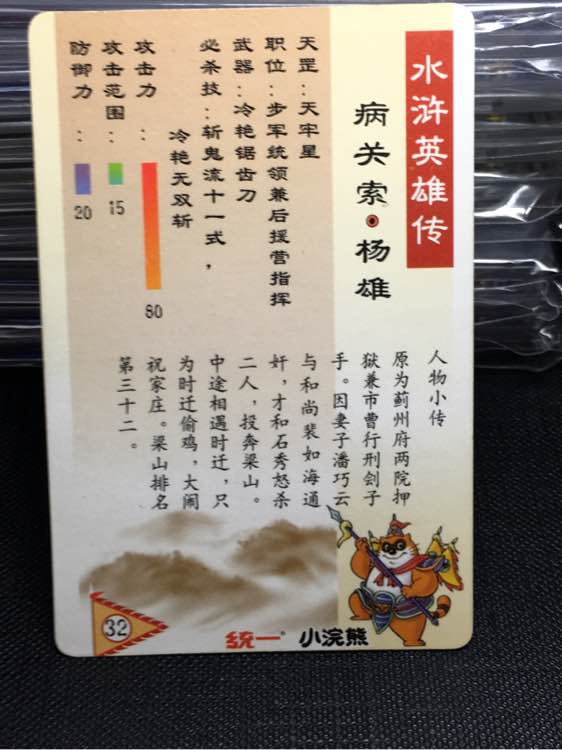 水浒英雄传
病关索·杨雄
天罡：天牢星
职位：步军统领兼后援营指挥
武器：冷艳锯齿刀
必杀技：斩鬼流十一式，
冷艳无双斩
攻击力：
80
攻击范围：
15
防御力：
20
人物小传
原为蓟州府两院押
狱兼市曹行刑刽子
手。因妻子潘巧云
与和尚裴如海通
奸，才和石秀怒杀
二人，投奔梁山。
中途相遇时迁，只
为时迁偷鸡，大闹
祝家庄。梁山排名
第三十二。
32
统一® 小浣熊